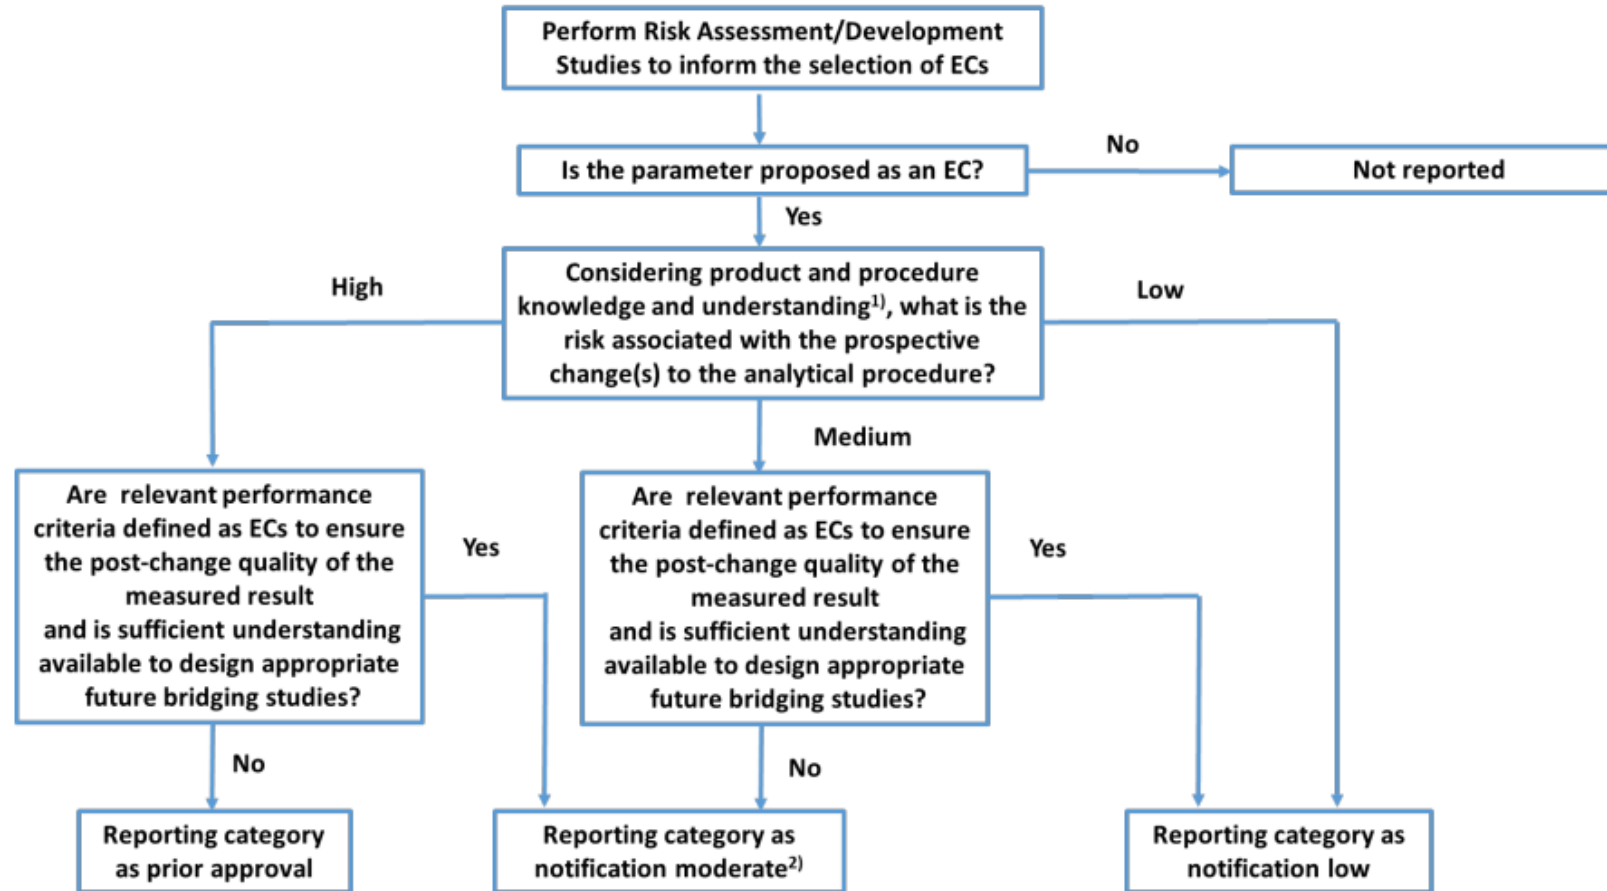 Perform Risk Assessment/Development
Studies to inform the selection of ECs
Is the parameter proposed as an EC?
No
Not reported
Yes
Considering product and procedure
knowledge and understanding¹⁾, what is the
risk associated with the prospective
change(s) to the analytical procedure?
High
Low
Medium
Are relevant performance
criteria defined as ECs to ensure
the post-change quality of the
measured result
and is sufficient understanding
available to design appropriate
future bridging studies?
Yes
Are relevant performance
criteria defined as ECs to ensure
the post-change quality of the
measured result
and is sufficient understanding
available to design appropriate
future bridging studies?
Yes
No
No
Reporting category
as prior approval
Reporting category as
notification moderate²⁾
Reporting category as
notification low